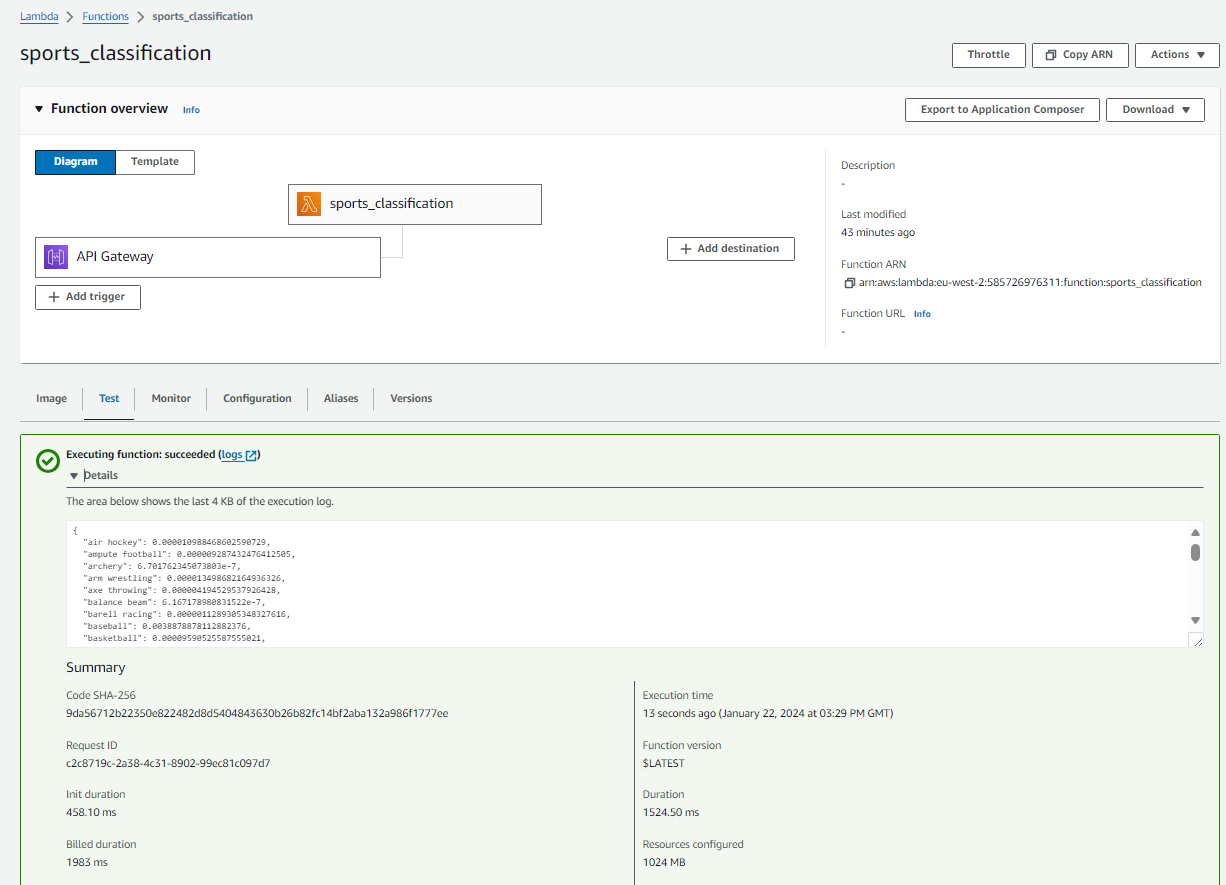 Lambda > Functions > sports_classification
sports_classification
Throttle
Copy ARN
Actions
Function overview
Info
Export to Application Composer
Download
Diagram
Template
sports_classification
API Gateway
+ Add trigger
+ Add destination
Description
-
Last modified
43 minutes ago
Function ARN
arn:aws:lambda:eu-west-2:585726976311:function:sports_classification
Function URL Info
-
Image
Test
Monitor
Configuration
Aliases
Versions
Executing function: succeeded (logs)
Details
The area below shows the last 4 KB of the execution log.
{
"air hockey": 0.000010988468602590729,
"ampute football": 0.000009287432476412505,
"archery": 6.701762345073803e-7,
"arm wrestling": 0.000013498682164936326,
"axe throwing": 0.000004194529537926428,
"balance beam": 6.167178980831522e-7,
"barell racing": 0.0000011289305348327616,
"baseball": 0.0038878878112882376,
"basketball": 0.00009590525587555021,
Summary
Code SHA-256
9da56712b22350e822482d8d5404843630b26b82fc14bf2aba132a986f1777ee
Execution time
13 seconds ago (January 22, 2024 at 03:29 PM GMT)
Request ID
c2c8719c-2a38-4c31-8902-99ec81c097d7
Function version
$LATEST
Init duration
458.10 ms
Duration
1524.50 ms
Billed duration
1983 ms
Resources configured
1024 MB